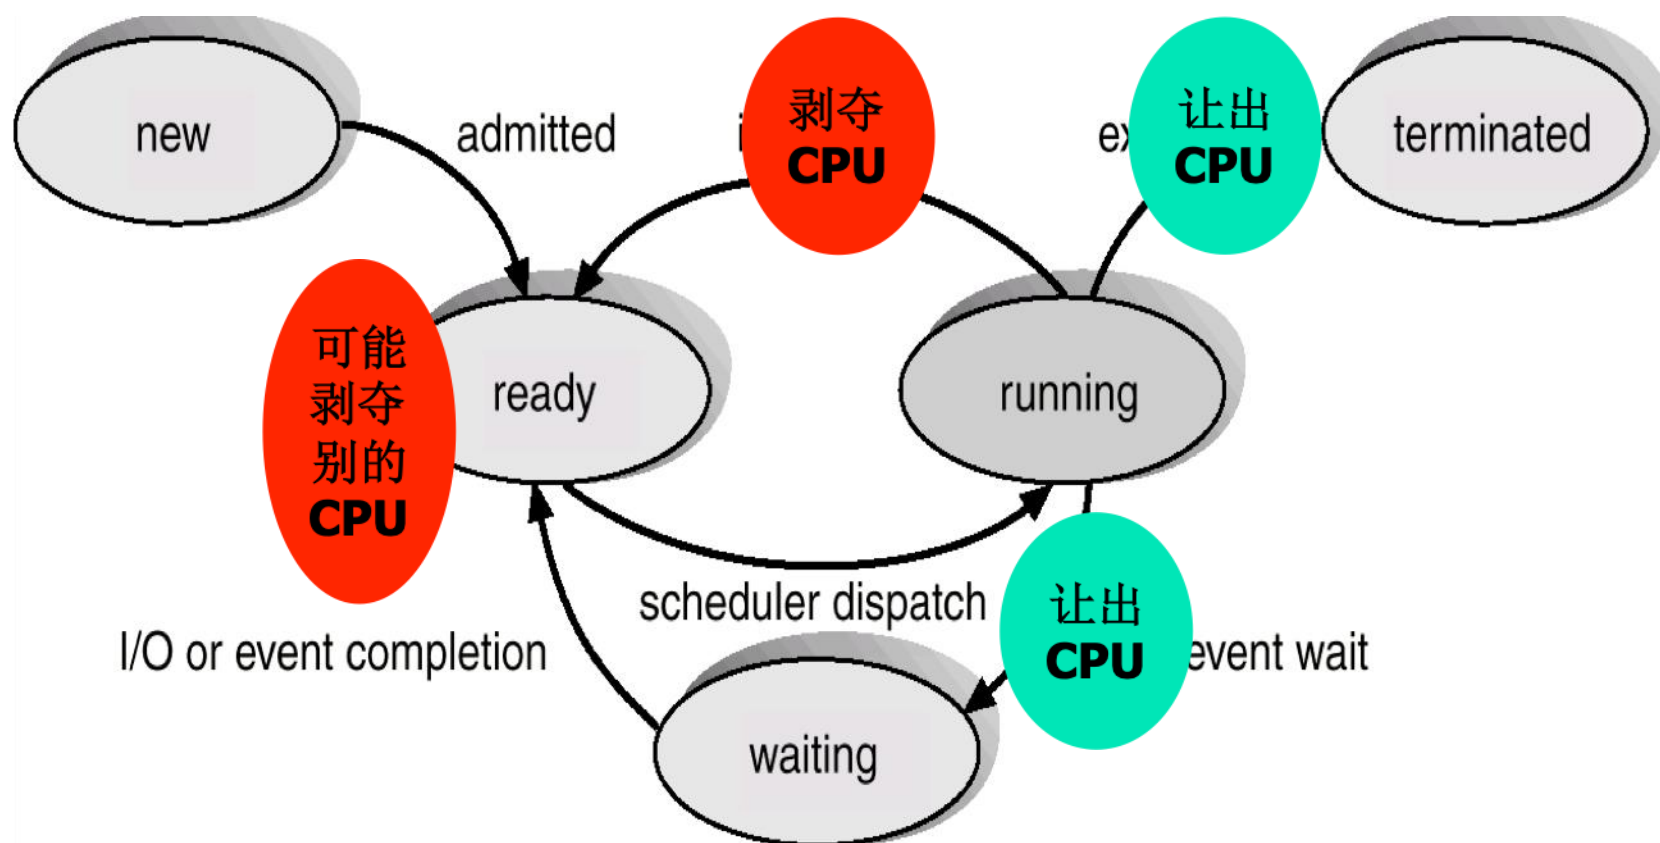 new
admitted
剥夺
CPU
让出
CPU
terminated
可能
剥夺
别的
CPU
ready
running
scheduler dispatch
让出
CPU
I/O or event completion
event wait
waiting